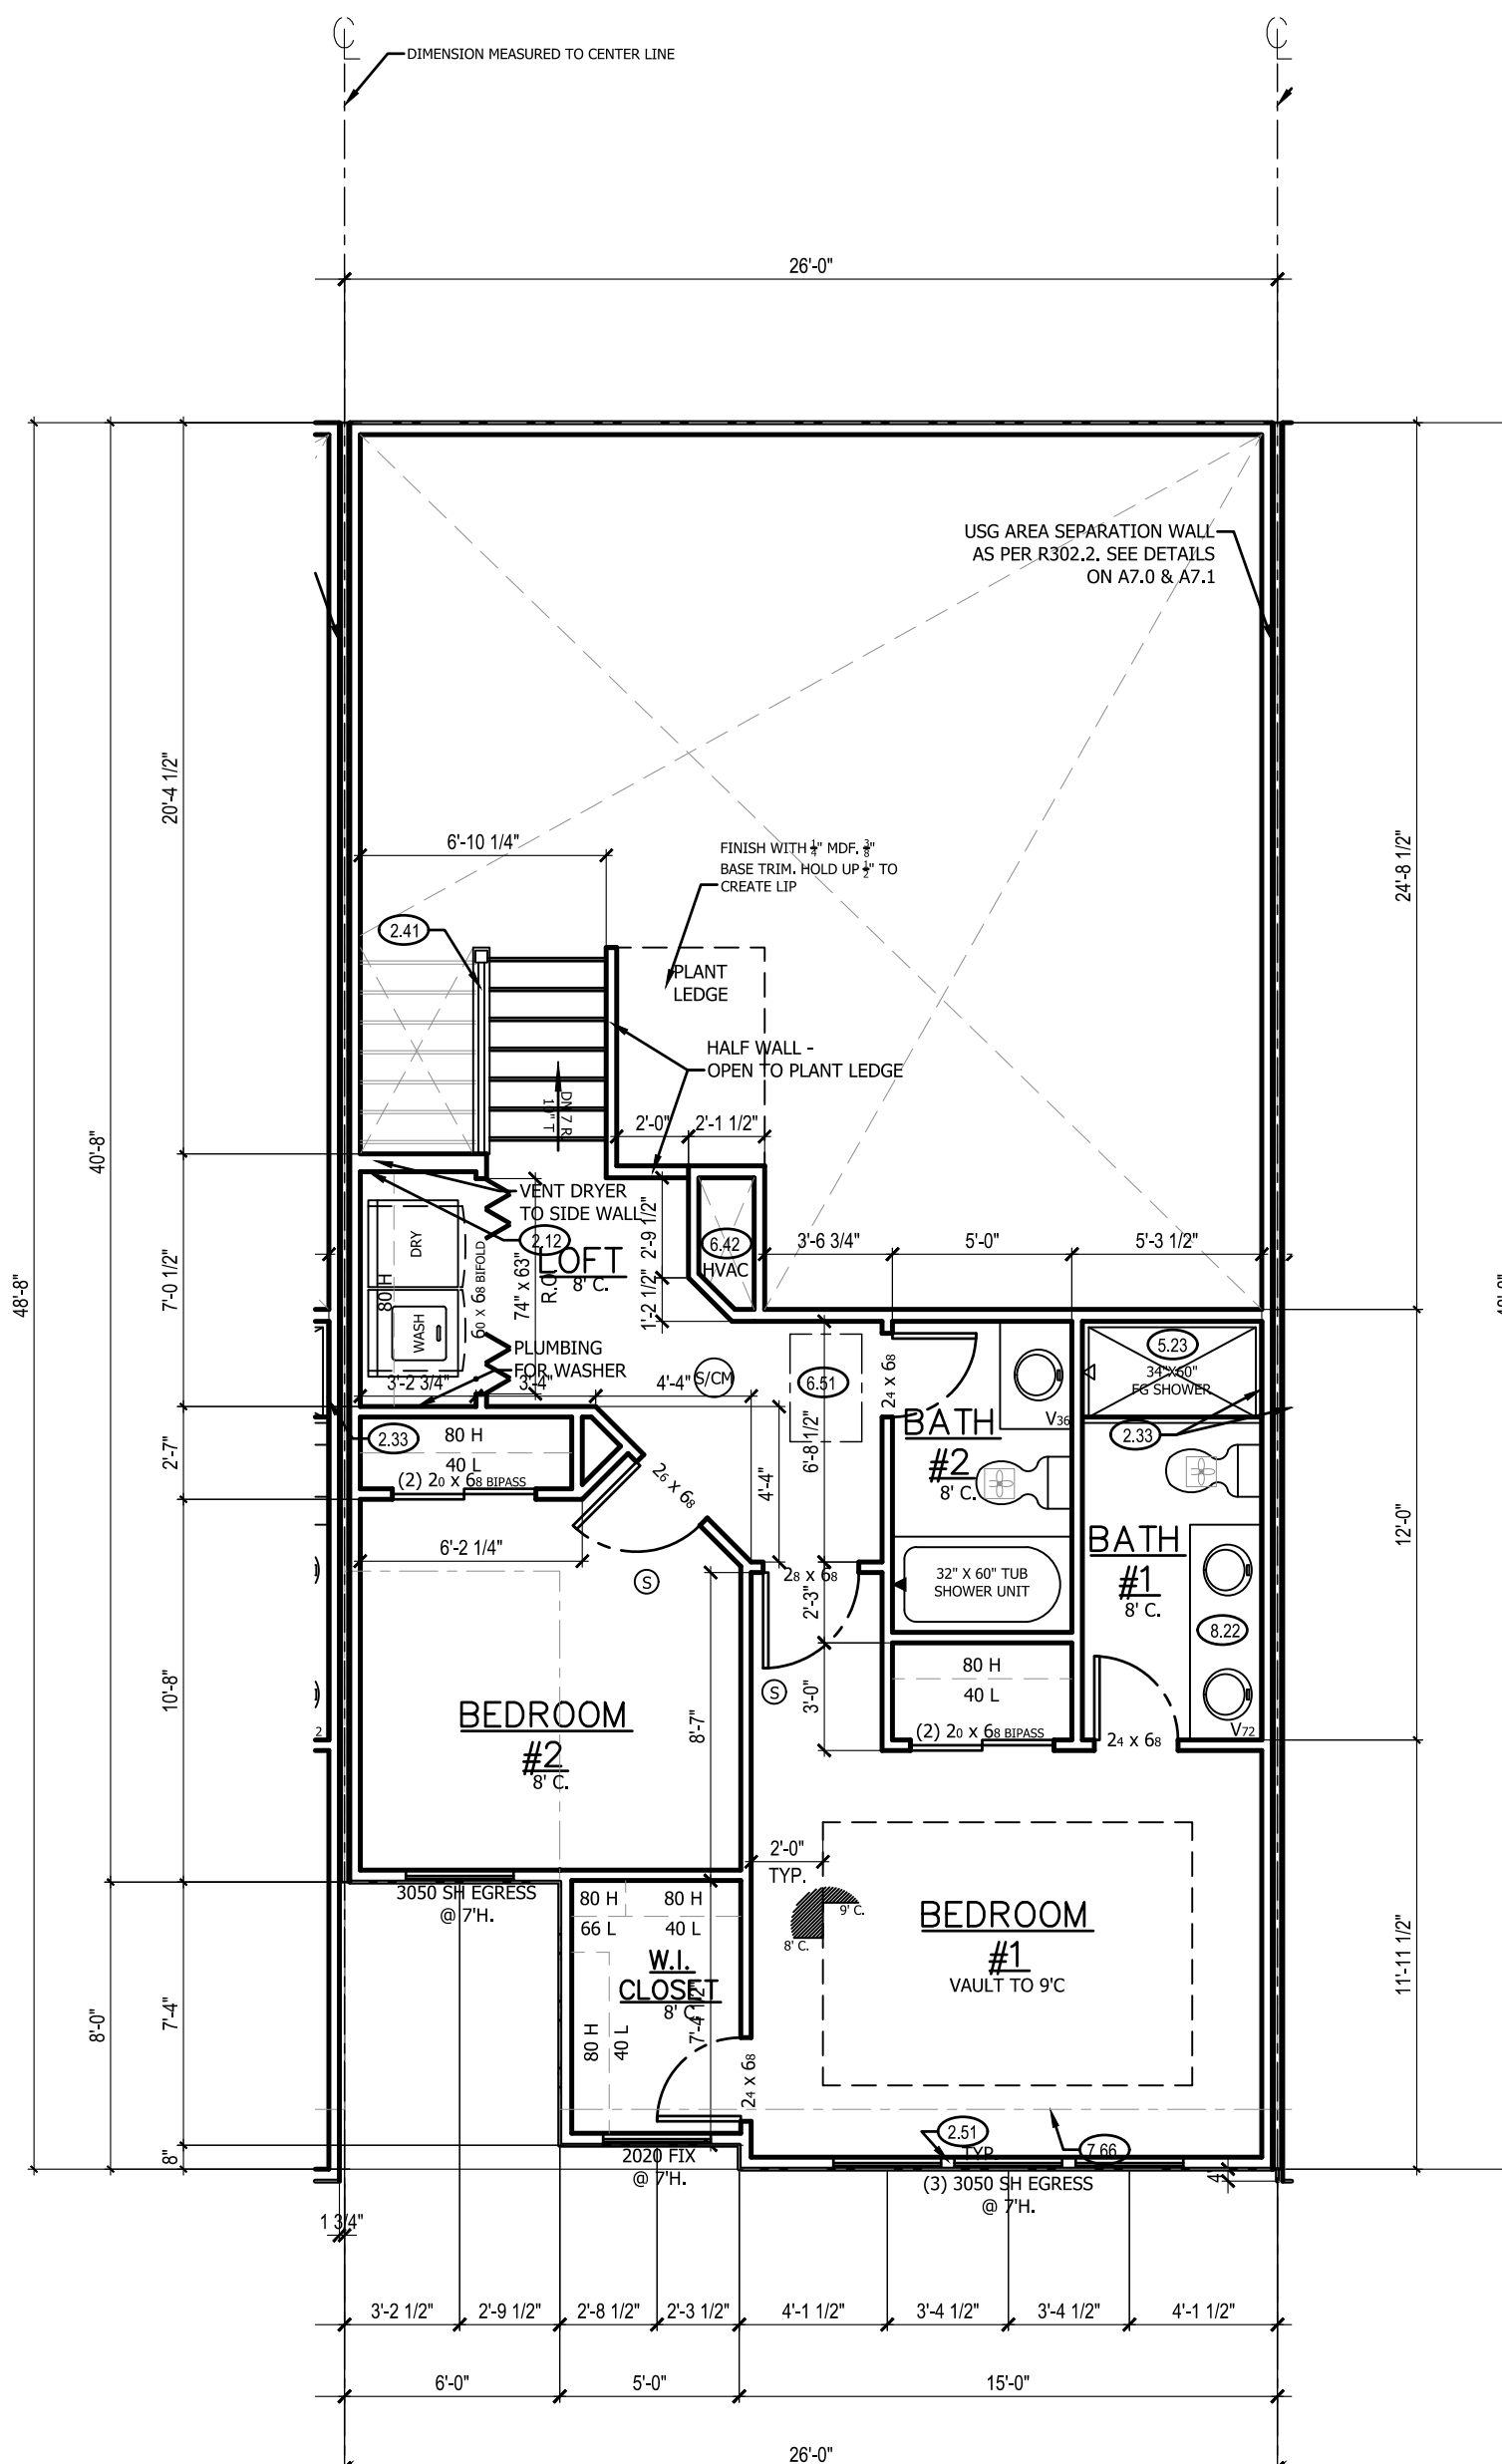 DIMENSION MEASURED TO CENTER LINE
26'-0"
USG AREA SEPARATION WALL
AS PER R302.2. SEE DETAILS
ON A7.0 & A7.1
20'-4 1/2"
24'-8 1/2"
6'-10 1/4"
FINISH WITH 1/4" MDF. 3/8"
BASE TRIM. HOLD UP 1/2" TO
CREATE LIP
2.41
PLANT
LEDGE
HALF WALL -
OPEN TO PLANT LEDGE
DN 7 R.
10" T
2'-0"
2'-1 1/2"
40'-8"
48'-8"
7'-0 1/2"
VENT DRYER
TO SIDE WALL
2.12
LOFT
8' C.
DRY
WASH
80 H
60 x 68 BIFOLD
74" x 63"
R.O.
2'-9 1/2"
1'-2 1/2"
6.42
HVAC
3'-6 3/4"
5'-0"
5'-3 1/2"
PLUMBING
FOR WASHER
3'-2 3/4"
3'-4"
4'-4"
S/CM
6.51
24 x 68
5.23
34"X60"
FG SHOWER
V36
BATH
#2
8' C.
2.33
2.33
80 H
40 L
(2) 20 x 68 BIPASS
2'-7"
26 x 68
4'-4"
6'-8 1/2"
6'-2 1/4"
S
28 x 68
2'-3"
32" X 60" TUB
SHOWER UNIT
BATH
#1
8' C.
8.22
12'-0"
V72
10'-8"
BEDROOM
#2
8' C.
8'-7"
S
3'-0"
80 H
40 L
(2) 20 x 68 BIPASS
24 x 68
2
2'-0"
TYP.
3050 SH EGRESS
@ 7'H.
80 H
66 L
80 H
40 L
9' C.
8' C.
BEDROOM
#1
VAULT TO 9'C
W.I.
CLOSET
8' C.
7'-4 1/2"
80 H
40 L
24 x 68
8'-0"
7'-4"
11'-11 1/2"
8"
2.51
TYP.
7.66
4"
2020 FIX
@ 7'H.
(3) 3050 SH EGRESS
@ 7'H.
1 3/4"
3'-2 1/2"
2'-9 1/2"
2'-8 1/2"
2'-3 1/2"
4'-1 1/2"
3'-4 1/2"
3'-4 1/2"
4'-1 1/2"
6'-0"
5'-0"
15'-0"
26'-0"